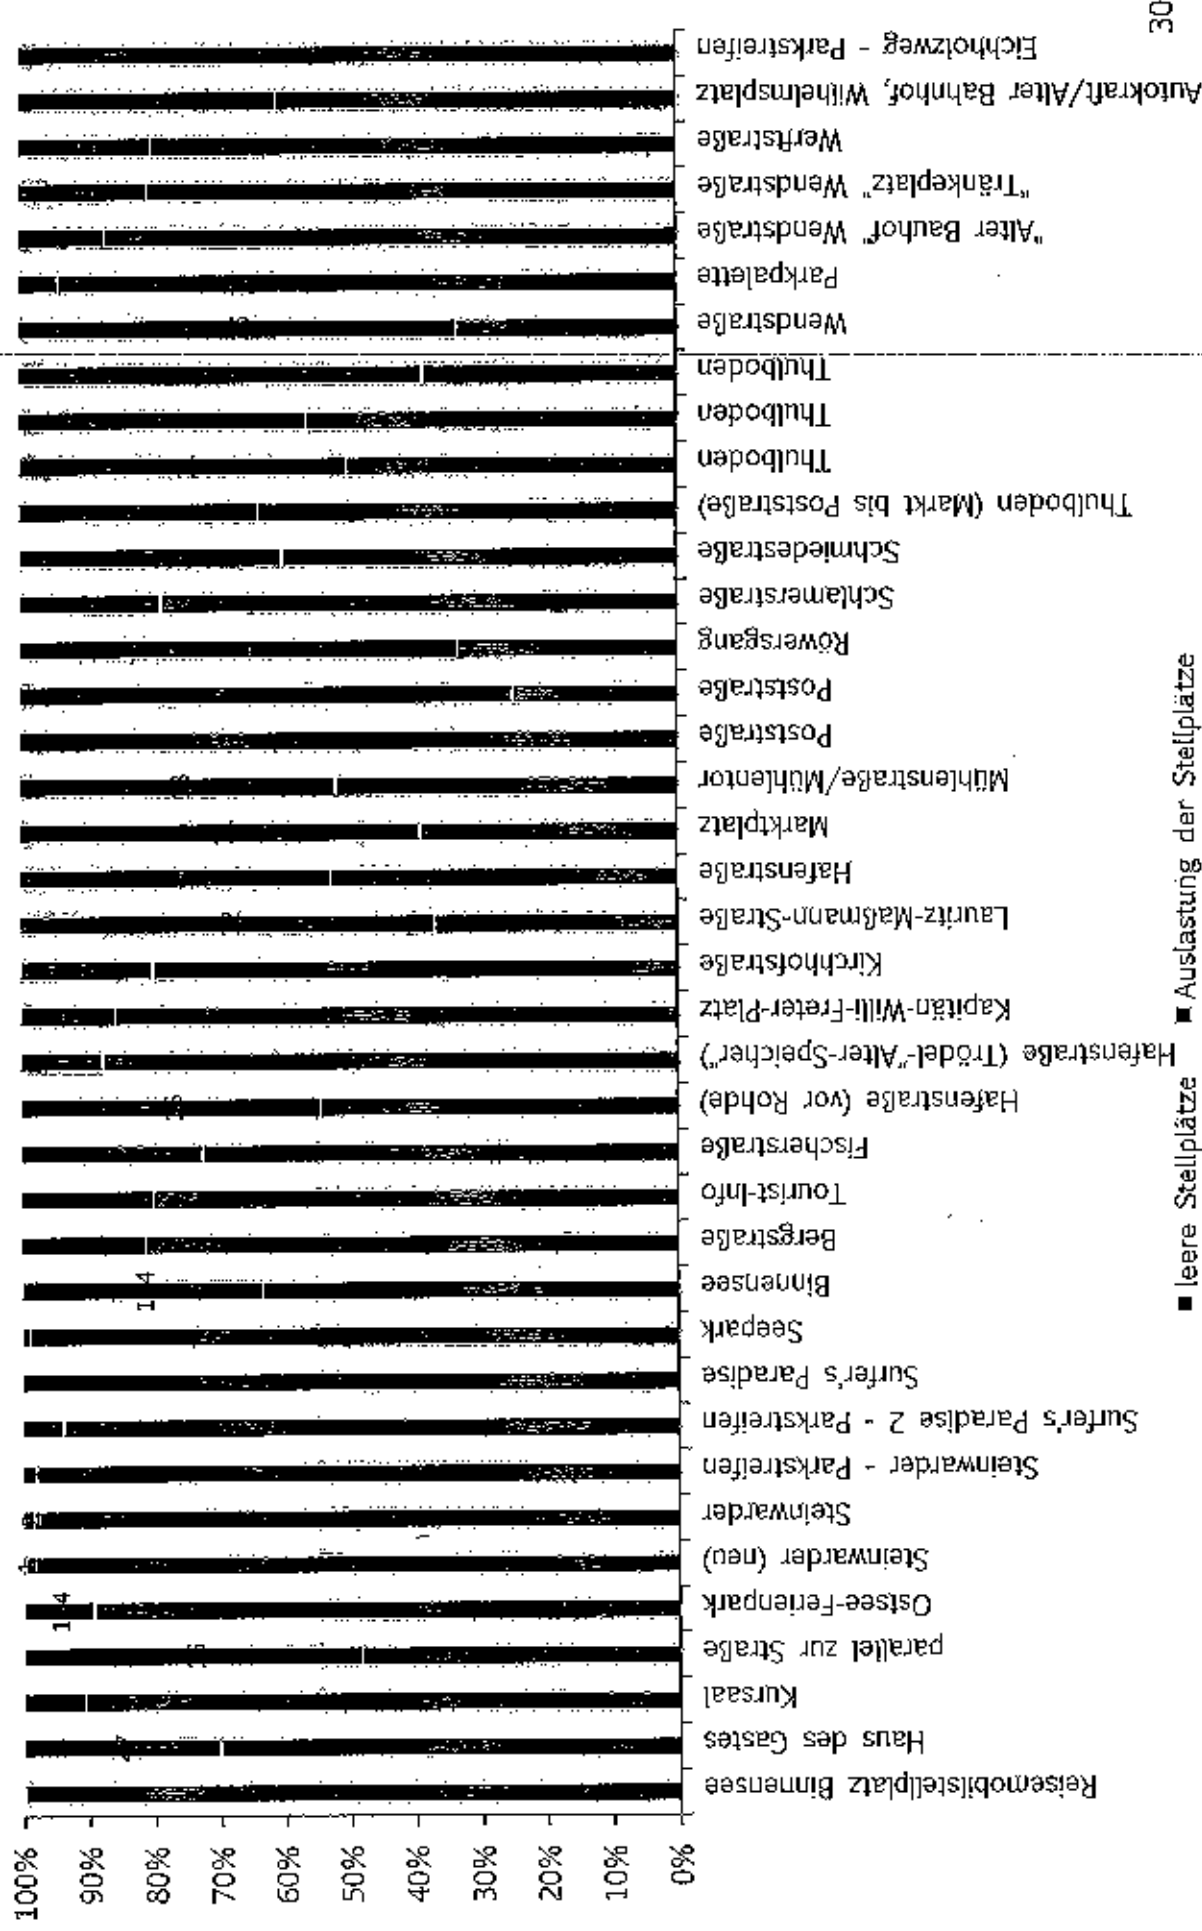 100%
90%
80%
70%
60%
50%
40%
30%
20%
10%
0%
14
14
Reisemobilstellplatz Binnensee
Haus des Gastes
Kursaal
parallel zur Straße
Ostsee-Ferienpark
Steinwarder (neu)
Steinwarder
Steinwarder - Parkstreifen
Surfer's Paradise 2 - Parkstreifen
Surfer's Paradise
Seepark
Binnensee
Bergstraße
Tourist-Info
Fischerstraße
Hafenstraße (vor Rohde)
Hafenstraße (Trödel-"Alter-Speicher")
Kapitän-Willi-Freter-Platz
Kirchhofstraße
Lauritz-Maßmann-Straße
Hafenstraße
Marktplatz
Mühlenstraße/Mühlentor
Poststraße
Poststraße
Röwersgang
Schlamerstraße
Schmiedestraße
Thulboden (Markt bis Poststraße)
Thulboden
Thulboden
Thulboden
Wendstraße
Parkpalette
"Alter Bauhof" Wendstraße
"Tränkeplatz" Wendstraße
Werftstraße
Autokraft/Alter Bahnhof, Wilhelmsplatz
Eichholzweg - Parkstreifen
leere Stellplätze
Auslastung der Stellplätze
30